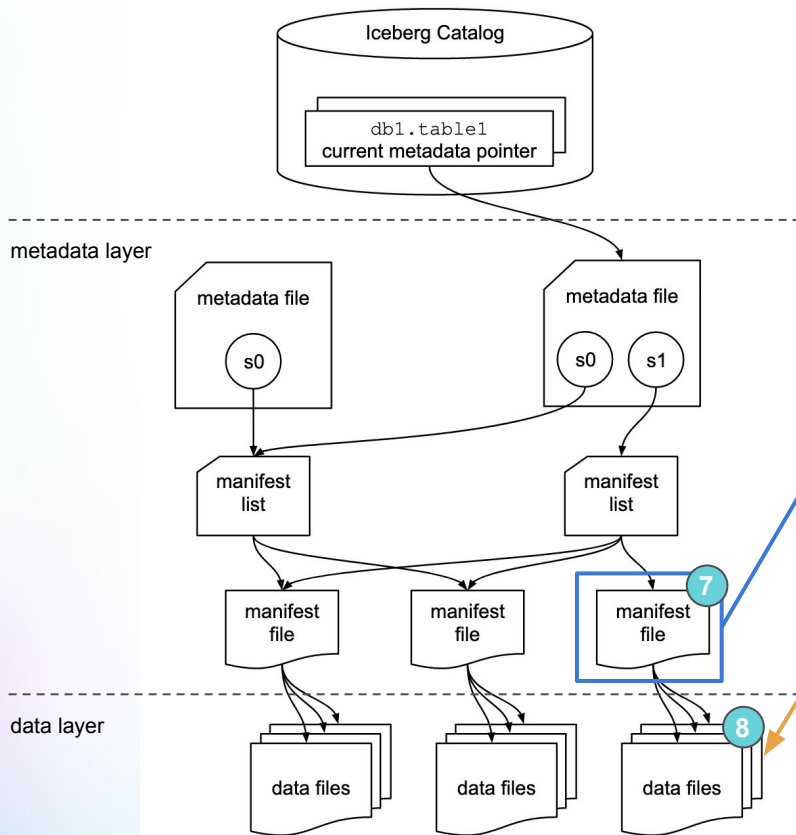 Iceberg Catalog
db1.table1
current metadata pointer
metadata layer
metadata file
s0
metadata file
s0
s1
manifest
list
manifest
list
7
manifest
file
manifest
file
manifest
file
data layer
8
data files
data files
data files